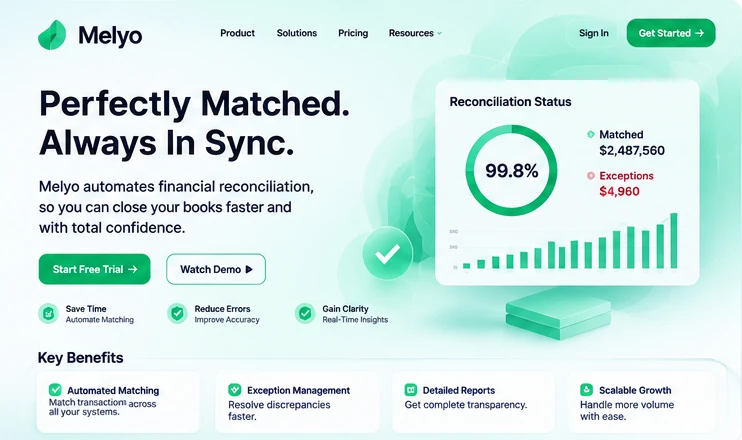 Melyo
Product Solutions Pricing Resources
Sign In Get Started →
Perfectly Matched.
Always In Sync.
Melyo automates financial reconciliation,
so you can close your books faster and
with total confidence.
Start Free Trial →
Watch Demo
Save Time
Automate Matching
Reduce Errors
Improve Accuracy
Gain Clarity
Real-Time Insights
Reconciliation Status
99.8%
Matched
$2,487,560
Exceptions
$4,960
Key Benefits
Automated Matching
Match transactiom across
all your systems.
Exception Management
Resolve discrepancies
faster.
Detailed Reports
Get complete transparency.
Scalable Growth
Handle more volume
with ease.